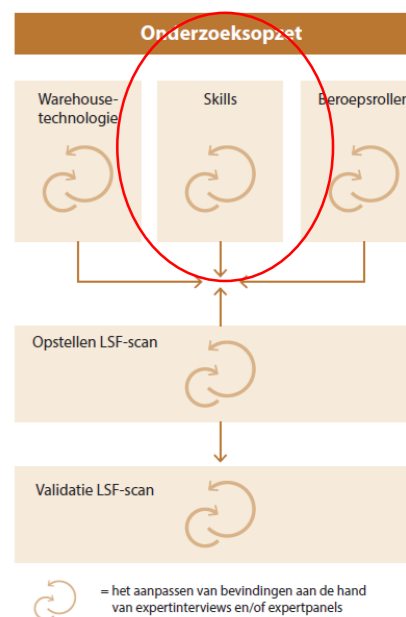 Onderzoeksopzet
Warehouse-
technologie
Skills
Beroepsrollen
Opstellen LSF-scan
Validatie LSF-scan
= het aanpassen van bevindingen aan de hand
van expertinterviews en/of expertpanels